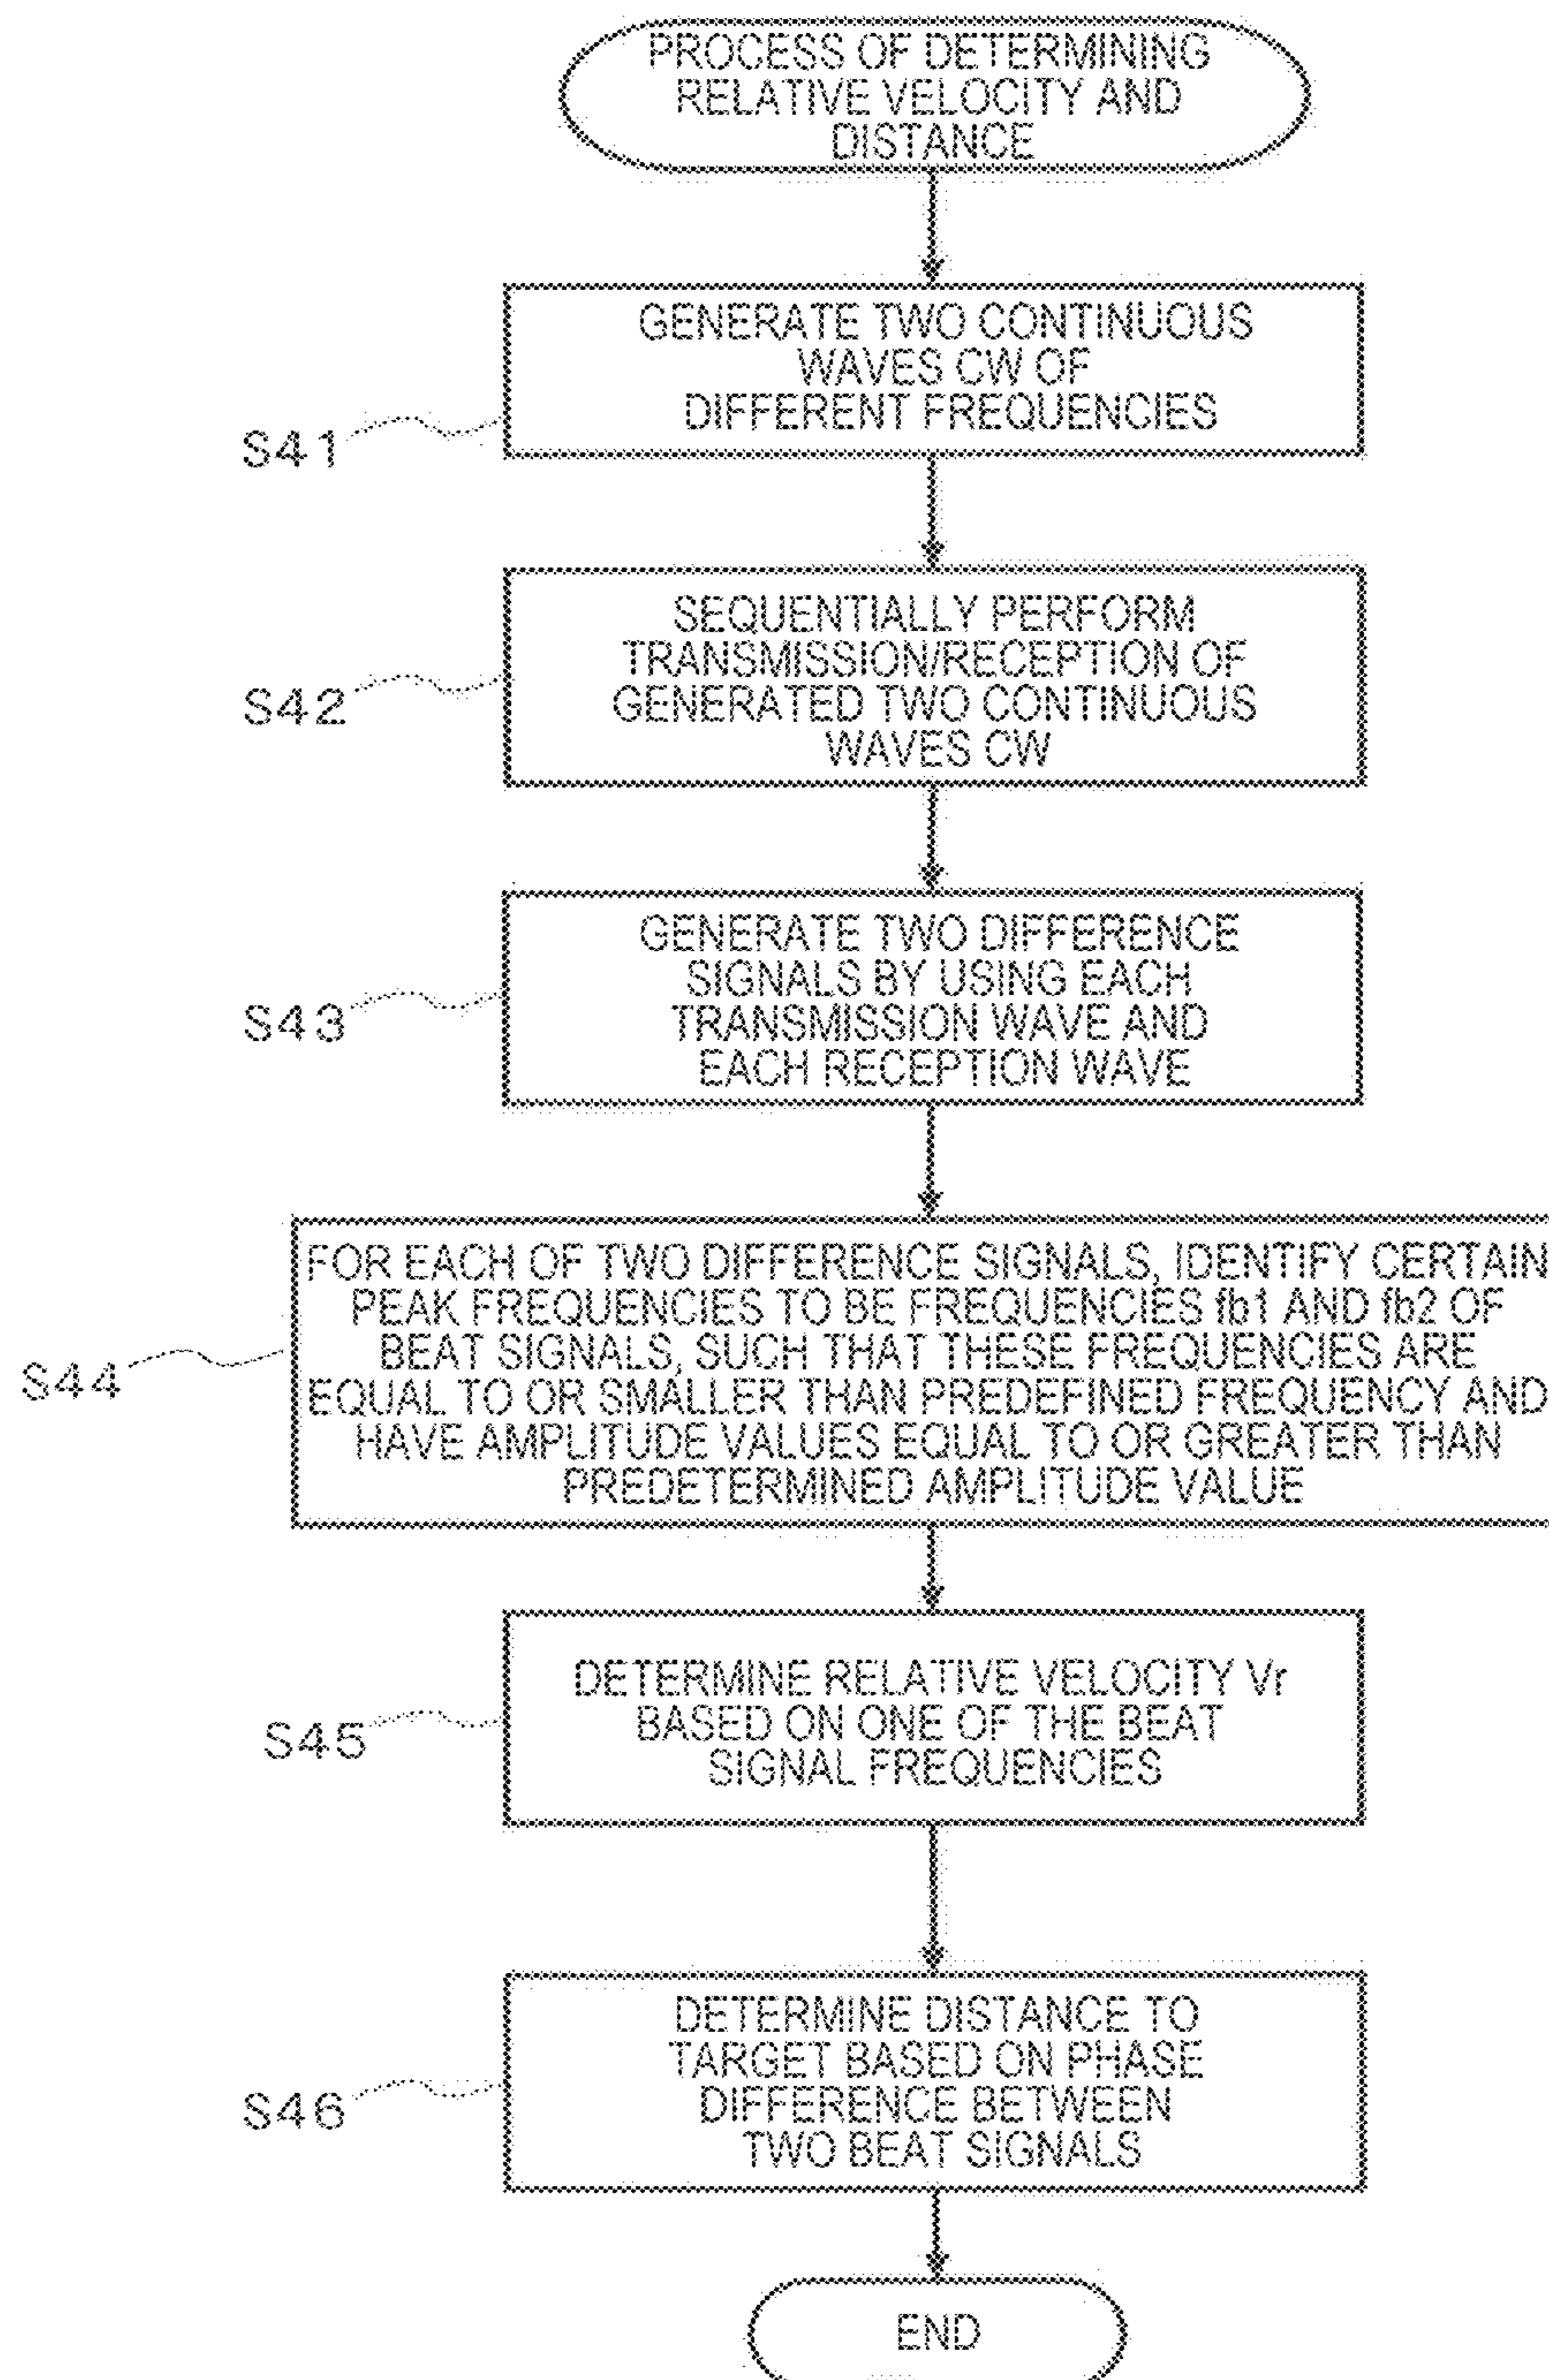 PROCESS OF DETERMINING
RELATIVE VELOCITY AND
DISTANCE
GENERATE TWO CONTINUOUS
WAVES CW OF
DIFFERENT FREQUENCIES
S41
SEQUENTIALLY PERFORM
TRANSMISSION/RECEPTION OF
GENERATED TWO CONTINUOUS
WAVES CW
S42
GENERATE TWO DIFFERENCE
SIGNALS BY USING EACH
TRANSMISSION WAVE AND
EACH RECEPTION WAVE
S43
FOR EACH OF TWO DIFFERENCE SIGNALS, IDENTIFY CERTAIN
PEAK FREQUENCIES TO BE FREQUENCIES fb1 AND fb2 OF
BEAT SIGNALS, SUCH THAT THESE FREQUENCIES ARE
EQUAL TO OR SMALLER THAN PREDEFINED FREQUENCY AND
HAVE AMPLITUDE VALUES EQUAL TO OR GREATER THAN
PREDETERMINED AMPLITUDE VALUE
S44
DETERMINE RELATIVE VELOCITY Vr
BASED ON ONE OF THE BEAT
SIGNAL FREQUENCIES
S45
DETERMINE DISTANCE TO
TARGET BASED ON PHASE
DIFFERENCE BETWEEN
TWO BEAT SIGNALS
S46
END